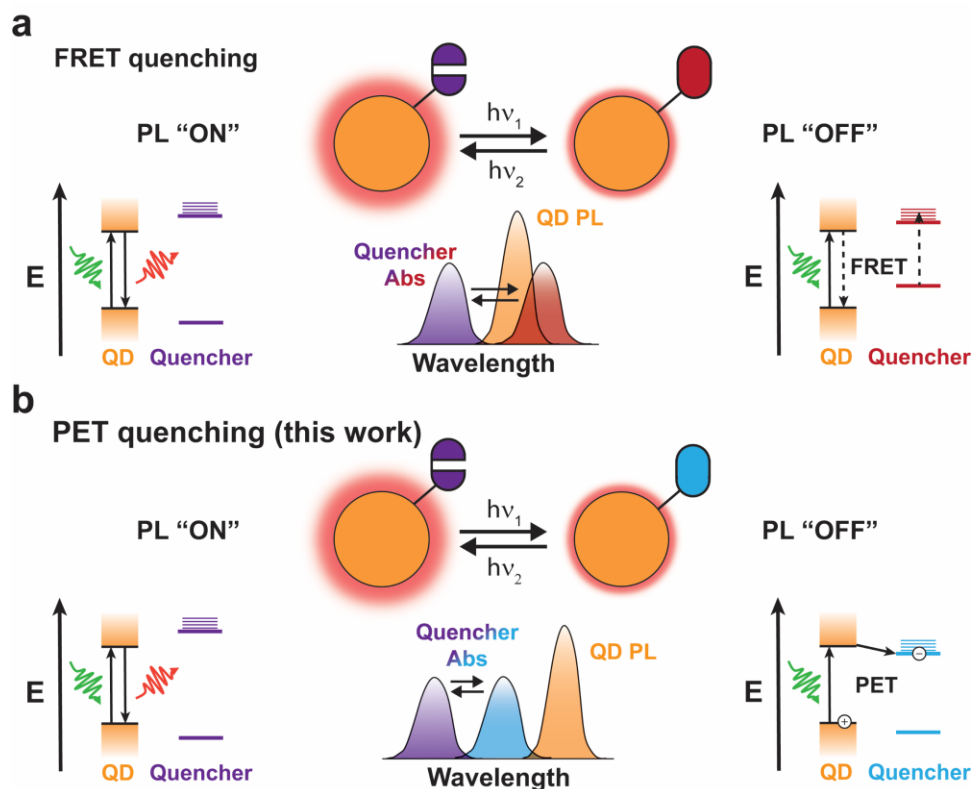 a
FRET quenching
PL “ON”
hν1
hν2
PL “OFF”
E
QD Quencher
Quencher
Abs
QD PL
Wavelength
E
FRET
QD Quencher
b
PET quenching (this work)
PL “ON”
hν1
hν2
PL “OFF”
E
QD Quencher
Quencher
Abs
QD PL
Wavelength
E
−
PET
+
QD Quencher